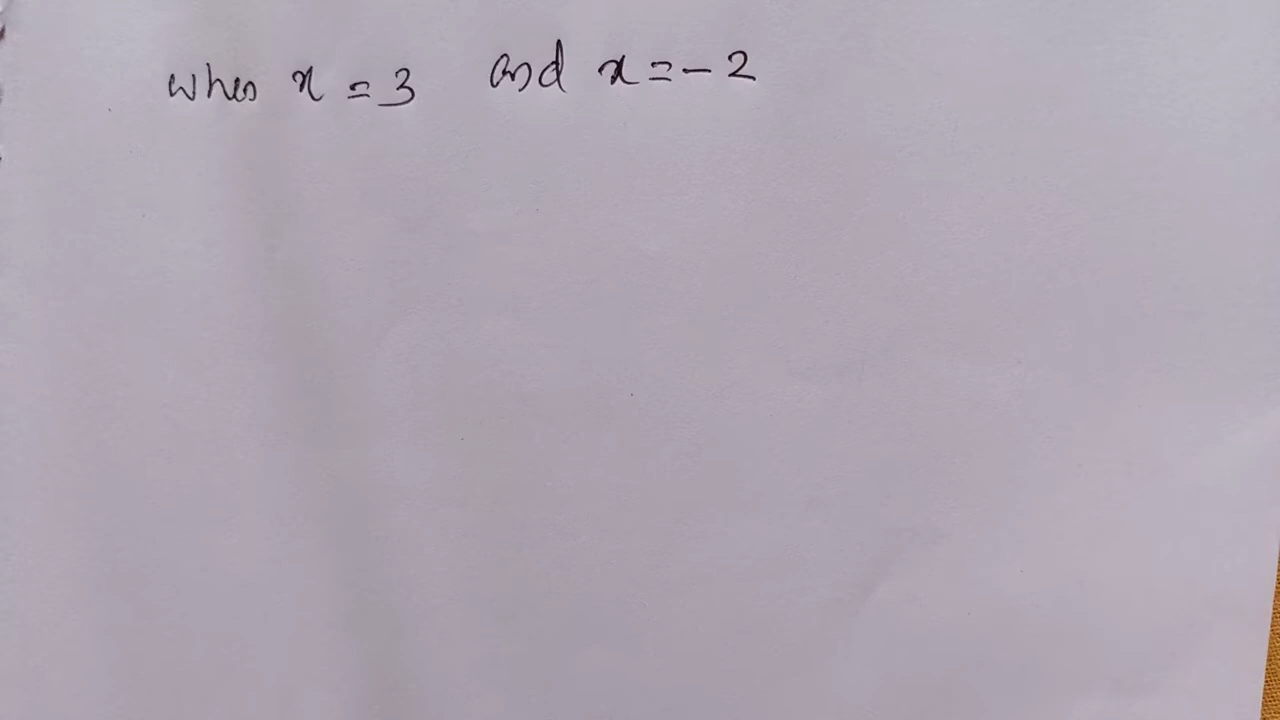 when x = 3 and x = - 2